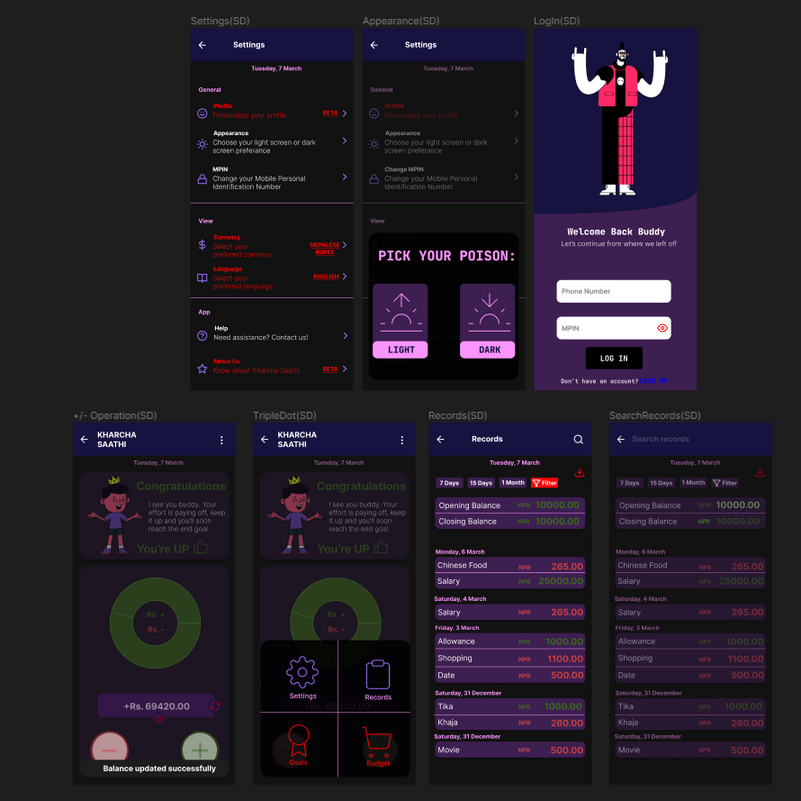 Settings(SD)
Settings
Tuesday, 7 March
General
Profile
Personalize your profile
BETA
Appearance
Choose your light screen or dark
screen preferance
MPIN
Change your Mobile Personal
Identification Number
View
Currency
Select your
preferred currency
NEPALESE
RUPEE
Language
Select your
preferred language
ENGLISH
App
Help
Need assistance? Contact us!
About Us
Know about Kharcha Saathi
BETA
Appearance(SD)
Settings
Tuesday, 7 March
General
Profile
Personalize your profile
Appearance
Choose your light screen or dark
screen preferance
Change MPIN
Change your Mobile Personal
Identification Number
View
PICK YOUR POISON:
LIGHT
DARK
LogIn(SD)
Welcome Back Buddy
Let's continue from where we left off
Phone Number
MPIN
LOG IN
Don't have an account? SIGN UP
+/- Operation(SD)
KHARCHA
SAATHI
Tuesday, 7 March
Congratulations
I see you buddy. Your
effort is paying off, keep
it up and you'll soon
reach the end goal.
You're UP
Rs. +
Rs. -
+Rs. 69420.00
Balance updated successfully
TripleDot(SD)
KHARCHA
SAATHI
Tuesday, 7 March
Congratulations
I see you buddy. Your
effort is paying off, keep
it up and you'll soon
reach the end goal.
You're UP
Rs. +
Rs. -
Settings
Records
+Rs. 69420.00
Goals
Budget
Records(SD)
Records
Tuesday, 7 March
7 Days
15 Days
1 Month
Filter
Opening Balance NPR 10000.00
Closing Balance NPR 10000.00
Monday, 6 March
Chinese Food NPR 265.00
Salary NPR 25000.00
Saturday, 4 March
Salary NPR 265.00
Friday, 3 March
Allowance NPR 1000.00
Shopping NPR 1100.00
Date NPR 500.00
Saturday, 31 December
Tika NPR 1000.00
Khaja NPR 260.00
Saturday, 31 December
Movie NPR 500.00
SearchRecords(SD)
Search records
Tuesday, 7 March
7 Days
15 Days
1 Month
Filter
Opening Balance NPR 10000.00
Closing Balance NPR 10000.00
Monday, 6 March
Chinese Food NPR 265.00
Salary NPR 25000.00
Saturday, 4 March
Salary NPR 265.00
Friday, 3 March
Allowance NPR 1000.00
Shopping NPR 1100.00
Date NPR 500.00
Saturday, 31 December
Tika NPR 1000.00
Khaja NPR 260.00
Saturday, 31 December
Movie NPR 500.00